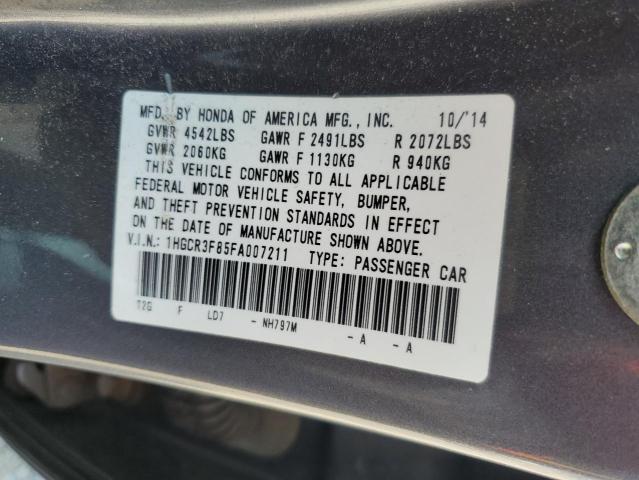 MFD. BY HONDA OF AMERICA MFG., INC. 10/'14
GVWR 4542LBS GAWR F 2491LBS R 2072LBS
GVWR 2060KG GAWR F 1130KG R 940KG
THIS VEHICLE CONFORMS TO ALL APPLICABLE
FEDERAL MOTOR VEHICLE SAFETY, BUMPER,
AND THEFT PREVENTION STANDARDS IN EFFECT
ON THE DATE OF MANUFACTURE SHOWN ABOVE.
V.I.N.: 1HGCR3F85FA007211 TYPE: PASSENGER CAR
T2G F LD7 - NH797M - A - A